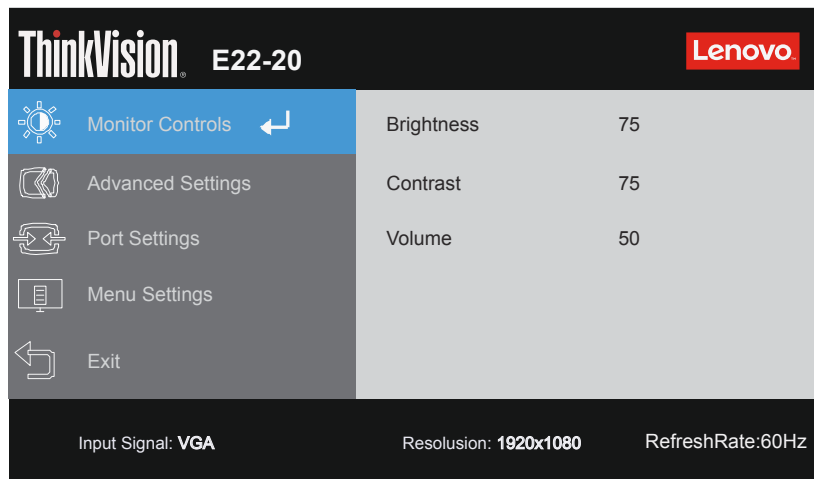 ThinkVision® E22-20 Lenovo
Monitor Controls Brightness 75
Advanced Settings Contrast 75
Port Settings Volume 50
Menu Settings
Exit
Input Signal: VGA Resolusion: 1920x1080 RefreshRate:60Hz